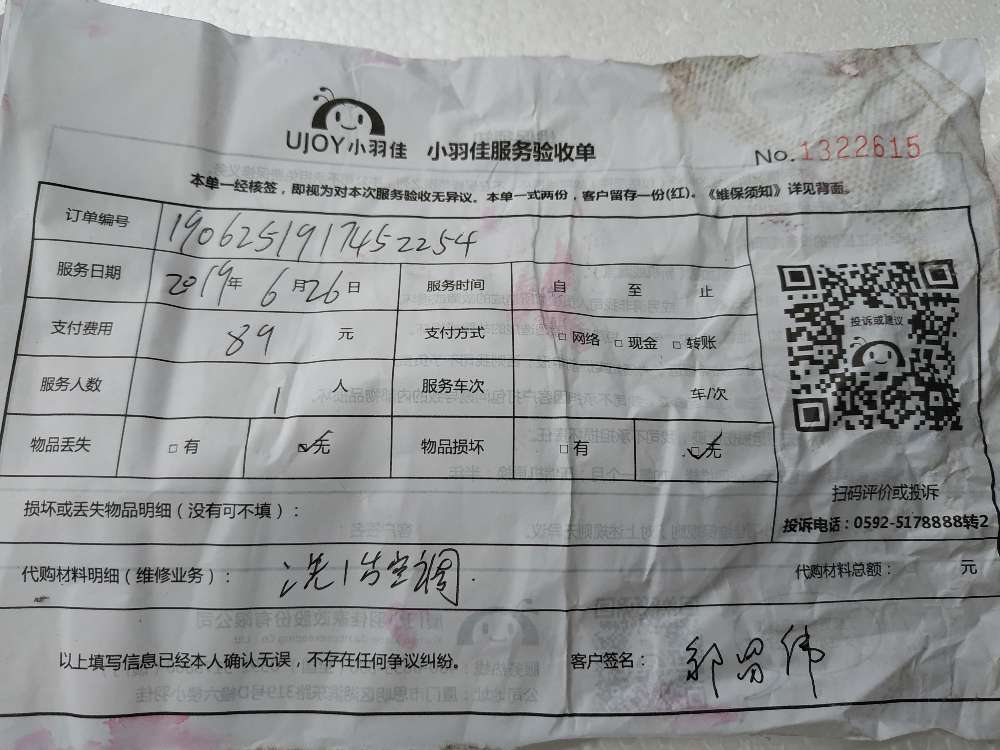 UJOY小羽佳 小羽佳服务验收单 No.1322615
本单一经核签，即视为对本次服务验收无异议。本单一式两份，客户留存一份(红)。《维保须知》详见背面。
订单编号 190625191745 2254
服务日期 2019年 6月26日 服务时间 自 至 止
支付费用 89 元 支付方式 □网络 □现金 □转账
服务人数 1 人 服务车次 车/次
物品丢失 □有 ☑无 物品损坏 □有 ☑无
投诉或建议
扫码评价或投诉
投诉电话：0592-5178888转2
损坏或丢失物品明细（没有可不填）：
代购材料明细（维修业务）： 洗1台空调. 代购材料总额： 元
以上填写信息已经本人确认无误，不存在任何争议纠纷。 客户签名：